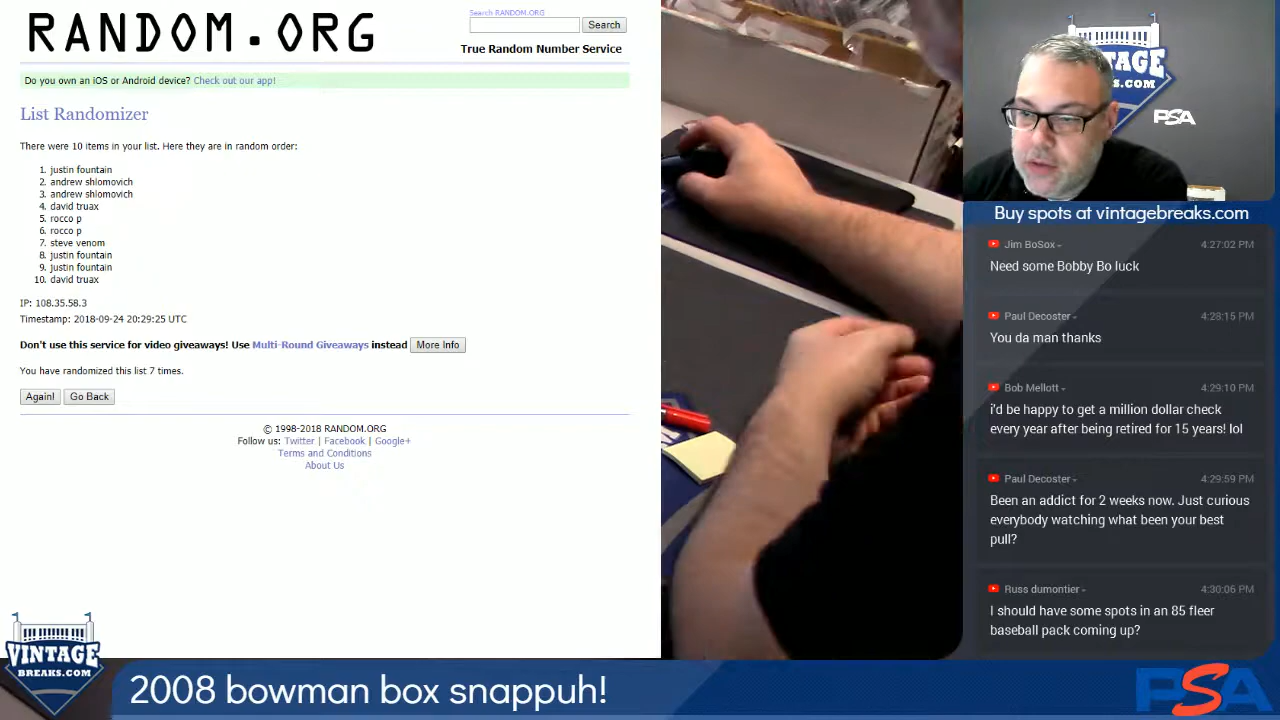 RANDOM.ORG
Search RANDOM.ORG
Search
True Random Number Service
Do you own an iOS or Android device? Check out our app!
List Randomizer
There were 10 items in your list. Here they are in random order:
1. justin fountain
2. andrew shlomovich
3. andrew shlomovich
4. david truax
5. rocco p
6. rocco p
7. steve venom
8. justin fountain
9. justin fountain
10. david truax
IP: 108.35.58.3
Timestamp: 2018-09-24 20:29:25 UTC
Don't use this service for video giveaways! Use Multi-Round Giveaways instead More Info
You have randomized this list 7 times.
Again! Go Back
© 1998-2018 RANDOM.ORG
Follow us: Twitter | Facebook | Google+
Terms and Conditions
About Us
VINTAGE
BREAKS.COM
2008 bowman box snappuh!
PSA
PSA
Buy spots at vintagebreaks.com
Jim BoSox 4:27:02 PM
Need some Bobby Bo luck
Paul Decoster 4:28:15 PM
You da man thanks
Bob Mellott 4:29:10 PM
i'd be happy to get a million dollar check
every year after being retired for 15 years! lol
Paul Decoster 4:29:59 PM
Been an addict for 2 weeks now. Just curious
everybody watching what been your best
pull?
Russ dumontier 4:30:06 PM
I should have some spots in an 85 fleer
baseball pack coming up?